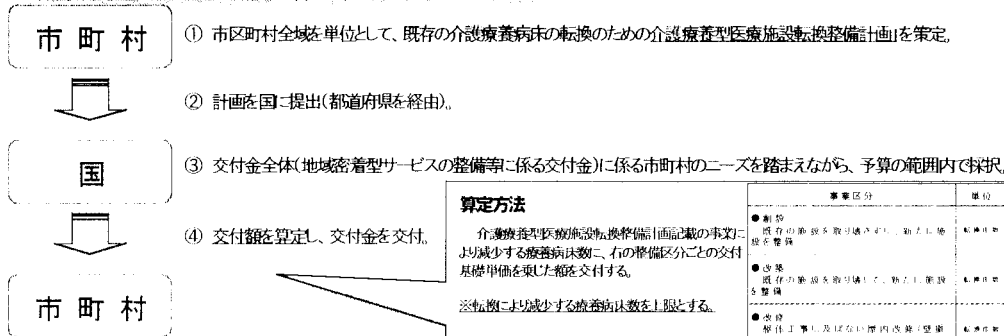 市町村
① 市区町村全域を単位として、既存の介護療養病床の転換のための介護療養型医療施設転換整備計画」を策定。
② 計画を国に提出(都道府県を経由)。
国
③ 交付金全体(地域密着型サービスの整備等に係る交付金)に係る市町村のニーズを踏まえながら、予算の範囲内で採択。
④ 交付額を算定し、交付金を交付。
市町村
算定方法
介護療養型医療施設転換整備計画記載の事業に
より減少する療養病床数に、右の整備区分ごとの交付
基礎単価を乗じた額を交付する。
※転換により減少する療養病床数を上限とする。
事業区分 単位
●創設
既存の施設を取り壊さずに、新たに施
設を整備
転換床数
●改築
既存の施設を取り壊して、新たに施設
を整備
転換床数
●改修
躯体工事に及ばない屋内改修(壁撤
転換床数